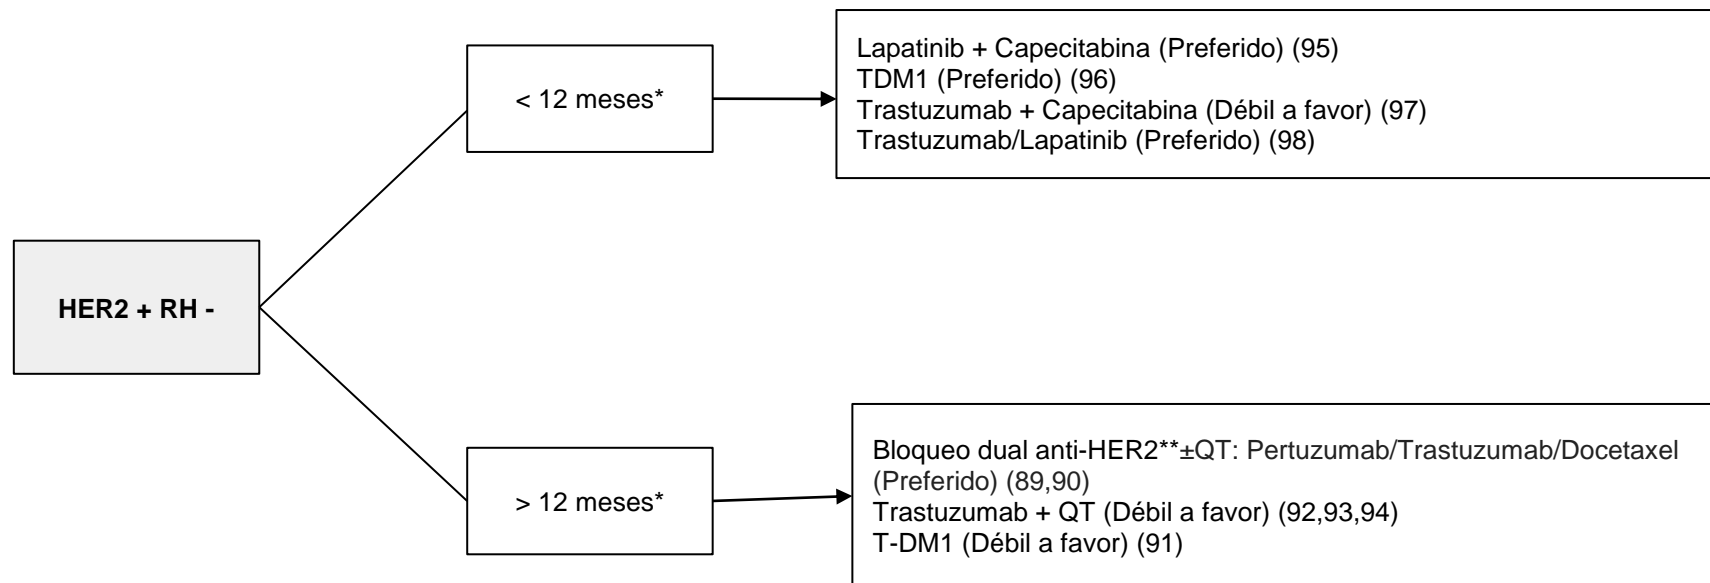 < 12 meses*
Lapatinib + Capecitabina (Preferido) (95)
TDM1 (Preferido) (96)
Trastuzumab + Capecitabina (Débil a favor) (97)
Trastuzumab/Lapatinib (Preferido) (98)
HER2 + RH -
> 12 meses*
Bloqueo dual anti-HER2**±QT: Pertuzumab/Trastuzumab/Docetaxel
(Preferido) (89,90)
Trastuzumab + QT (Débil a favor) (92,93,94)
T-DM1 (Débil a favor) (91)